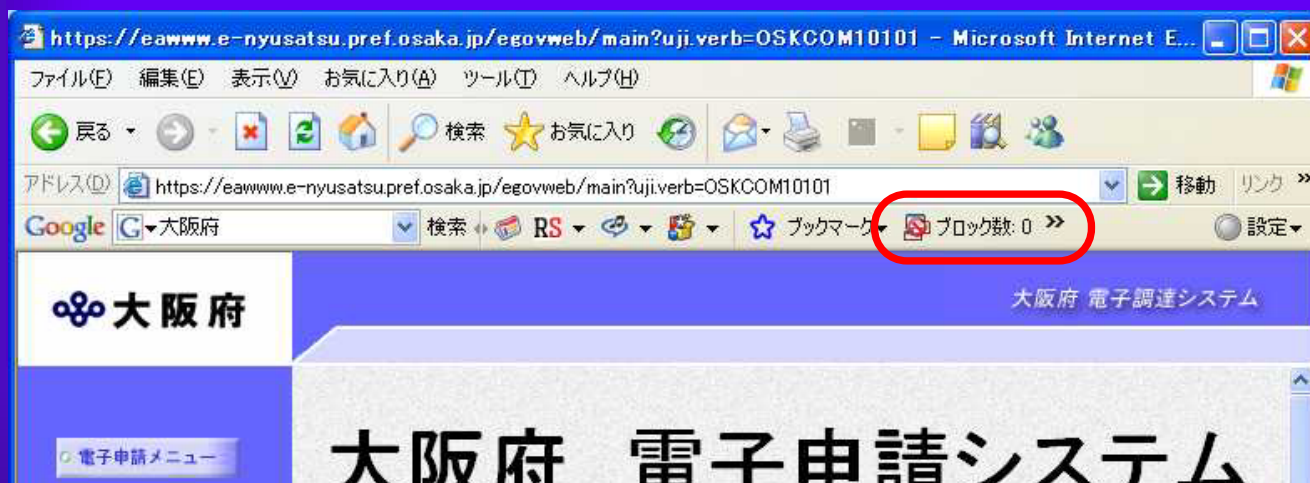 https://eawww.e-nyusatsu.pref.osaka.jp/egovweb/main?uji.verb=OSKCOM10101 - Microsoft Internet E...
ファイル(F) 編集(E) 表示(V) お気に入り(A) ツール(T) ヘルプ(H)
戻る 検索 お気に入り
アドレス(D) https://eawww.e-nyusatsu.pref.osaka.jp/egovweb/main?uji.verb=OSKCOM10101 移動 リンク »
Google G 大阪府 検索 RS ブックマーク ブロック数: 0 » 設定
大阪府
大阪府 電子調達システム
電子申請メニュー
大阪府 電子申請システム